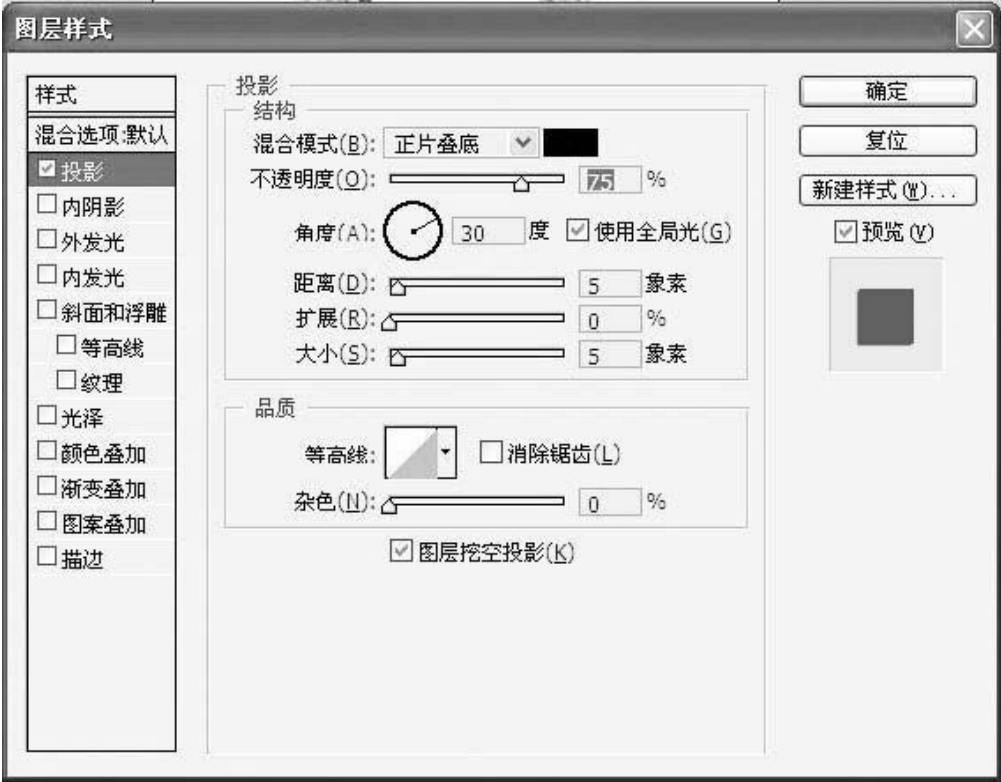 图层样式
样式
混合选项:默认
投影
内阴影
外发光
内发光
斜面和浮雕
等高线
纹理
光泽
颜色叠加
渐变叠加
图案叠加
描边
投影
结构
混合模式(B): 正片叠底
不透明度(O): 75 %
角度(A): 30 度 使用全局光(G)
距离(D): 5 象素
扩展(R): 0 %
大小(S): 5 象素
品质
等高线: 消除锯齿(L)
杂色(N): 0 %
图层挖空投影(K)
确定
复位
新建样式(W)...
预览(V)